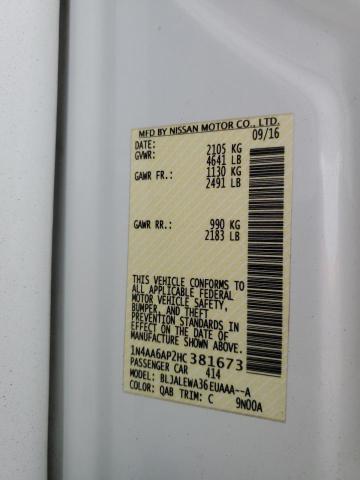 MFD BY NISSAN MOTOR CO., LTD.
DATE: 09/16
GVWR: 2105 KG
4641 LB
GAWR FR.: 1130 KG
2491 LB
GAWR RR.: 990 KG
2183 LB
THIS VEHICLE CONFORMS TO
ALL APPLICABLE FEDERAL
MOTOR VEHICLE SAFETY,
BUMPER, AND THEFT
PREVENTION STANDARDS IN
EFFECT ON THE DATE OF
MANUFACTURE SHOWN ABOVE.
1N4AA6AP2HC381673
PASSENGER CAR 414
MODEL: BLJALEWA36EUAAA--A
COLOR: QAB TRIM: C 9N00A